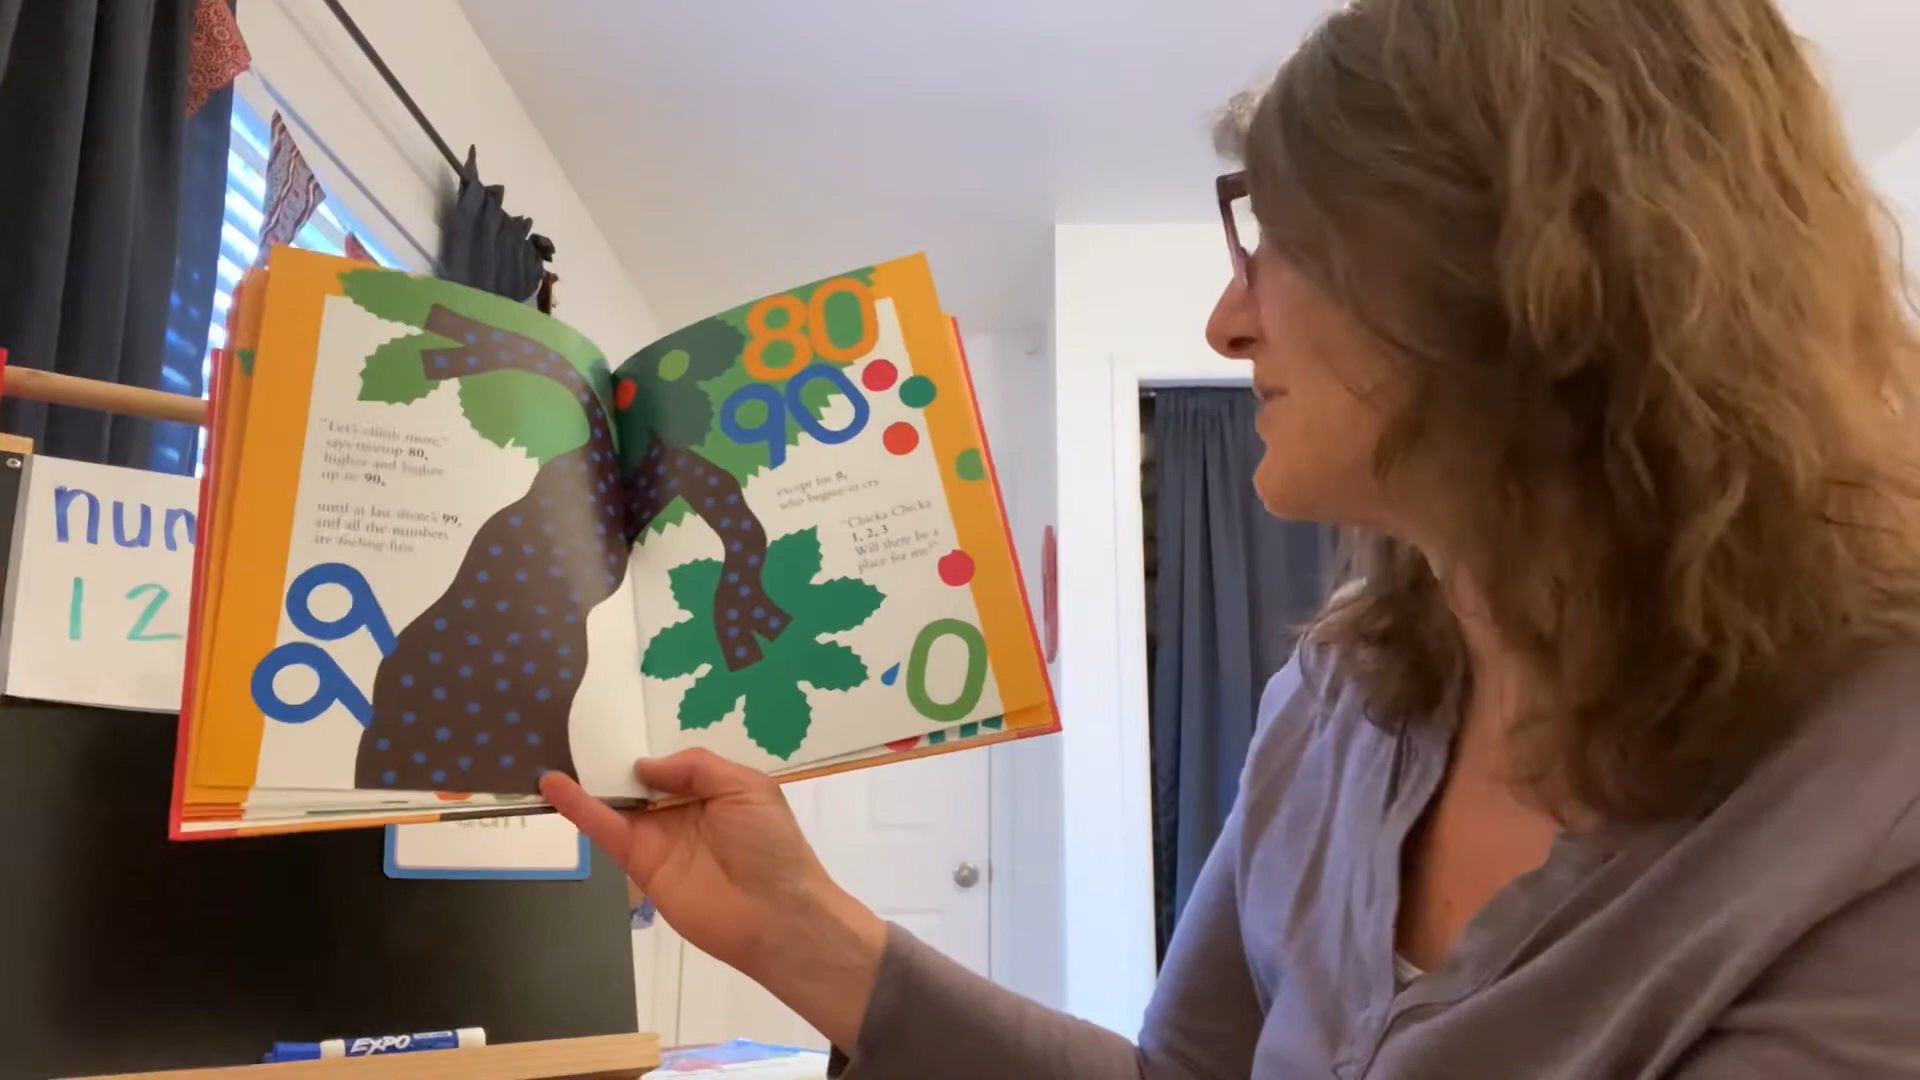 80
90
"Let's climb more,"
says 80,
higher and higher
up to 90,
until at last there's 99,
and all the numbers
are feeling fine.
except for 0,
who begins to cry
"Chicka Chicka
1, 2, 3
Will there be a
place for me?"
99
0
num
1 2
EXPO